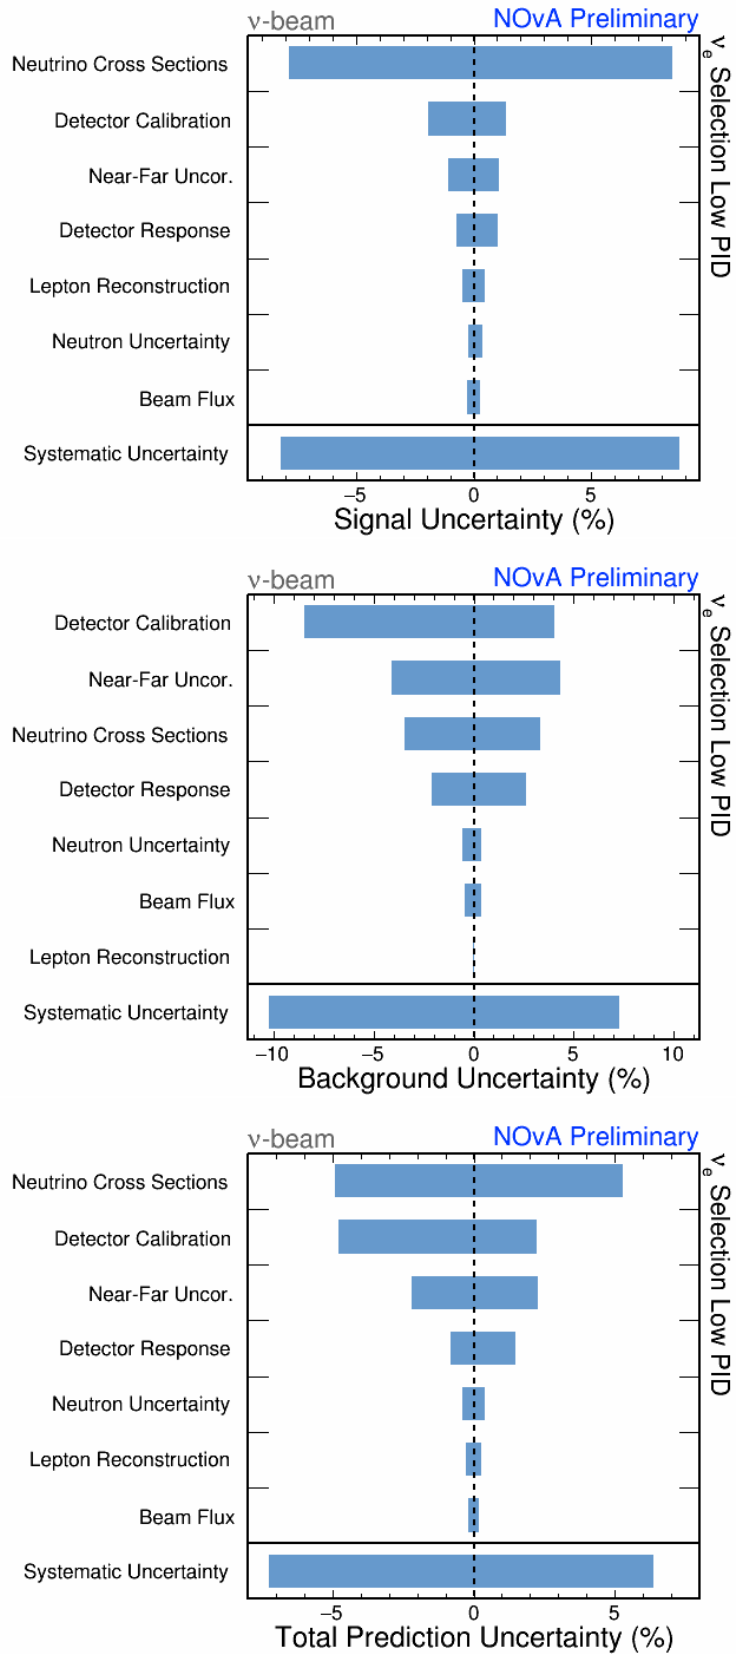 ν-beam NOvA Preliminary
νe Selection Low PID
Neutrino Cross Sections
Detector Calibration
Near-Far Uncor.
Detector Response
Lepton Reconstruction
Neutron Uncertainty
Beam Flux
Systematic Uncertainty
−5 0 5
Signal Uncertainty (%)
ν-beam NOvA Preliminary
νe Selection Low PID
Detector Calibration
Near-Far Uncor.
Neutrino Cross Sections
Detector Response
Neutron Uncertainty
Beam Flux
Lepton Reconstruction
Systematic Uncertainty
−10 −5 0 5 10
Background Uncertainty (%)
ν-beam NOvA Preliminary
νe Selection Low PID
Neutrino Cross Sections
Detector Calibration
Near-Far Uncor.
Detector Response
Neutron Uncertainty
Lepton Reconstruction
Beam Flux
Systematic Uncertainty
−5 0 5
Total Prediction Uncertainty (%)